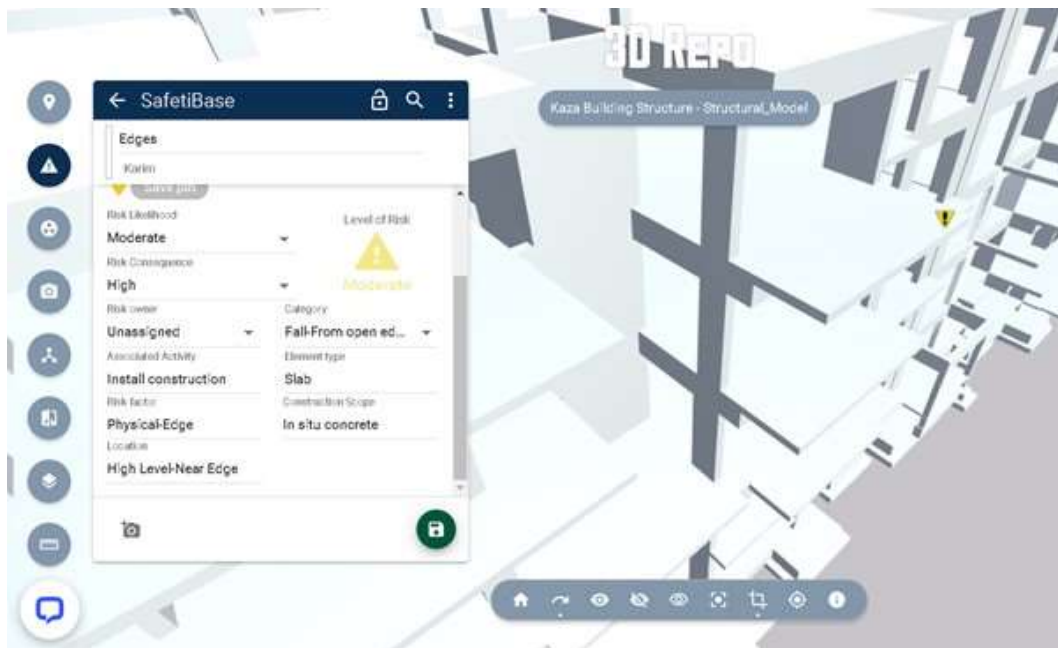 3D REPO
Kaza Building Structure - Structural_Model
SafetiBase
Edges
Karim
Save pin
Risk Likelihood
Level of Risk
Moderate
Risk Consequence
High
Moderate
Risk owner
Category
Unassigned
Fall-From open ed...
Associated Activity
Element type
Install construction
Slab
Risk factor
Construction Scope
Physical-Edge
In situ concrete
Location
High Level-Near Edge